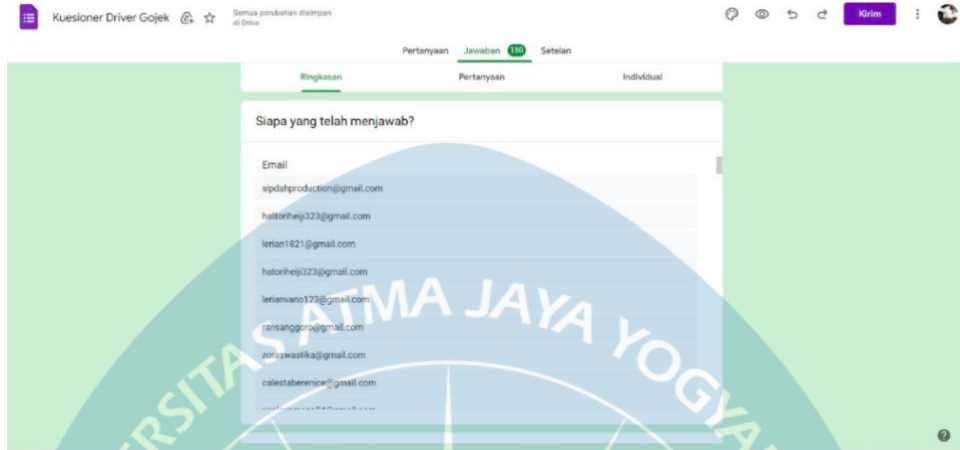 Kuesioner Driver Gojek
Semua perubahan disimpan
di Drive
Kirim
Pertanyaan Jawaban 150 Setelan
Ringkasan Pertanyaan Individual
Siapa yang telah menjawab?
Email
sipdahproduction@gmail.com
hattoriheiji323@gmail.com
lerian1821@gmail.com
hatoriheiji323@gmail.com
lerianvano123@gmail.com
zoraswastika@gmail.com
calestaberenice@gmail.com
ERSITAS ATMA JAYA YOGYA